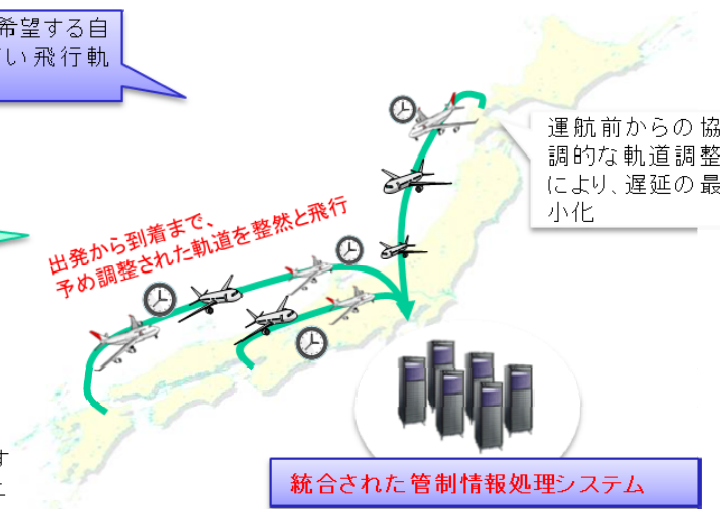 希望する自
い飛行軌
運航前からの協
調的な軌道調整
により、遅延の最
小化
出発から到着まで、
予め調整された軌道を整然と飛行
す
統合された管制情報処理システム